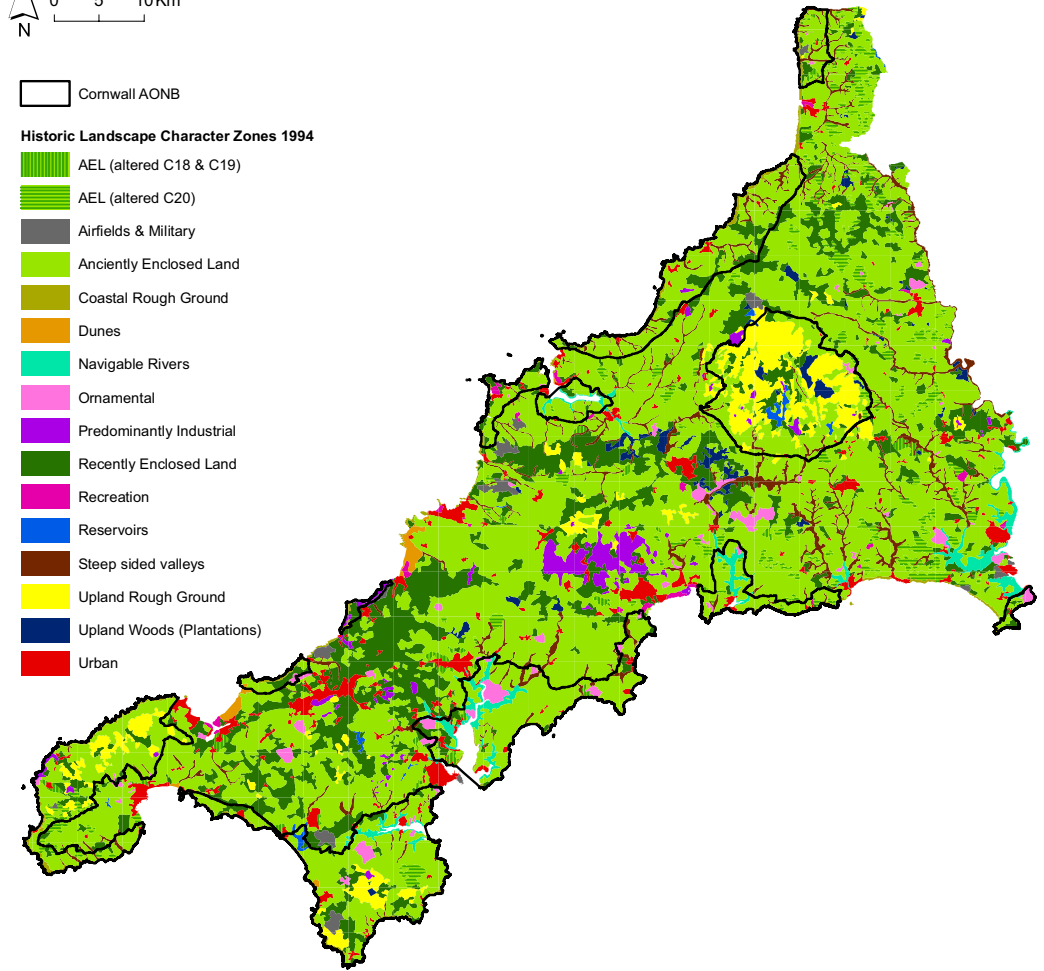 0 5 10Km
N
Cornwall AONB
Historic Landscape Character Zones 1994
AEL (altered C18 & C19)
AEL (altered C20)
Airfields & Military
Anciently Enclosed Land
Coastal Rough Ground
Dunes
Navigable Rivers
Ornamental
Predominantly Industrial
Recently Enclosed Land
Recreation
Reservoirs
Steep sided valleys
Upland Rough Ground
Upland Woods (Plantations)
Urban